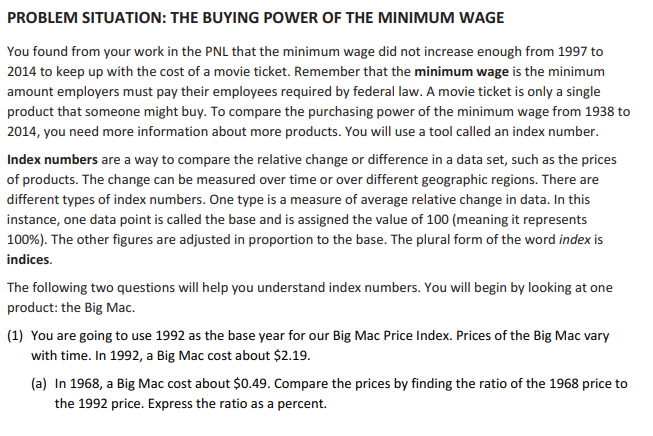 PROBLEM SITUATION: THE BUYING POWER OF THE MINIMUM WAGE
You found from your work in the PNL that the minimum wage did not increase enough from 1997 to
2014 to keep up with the cost of a movie ticket. Remember that the minimum wage is the minimum
amount employers must pay their employees required by federal law. A movie ticket is only a single
product that someone might buy. To compare the purchasing power of the minimum wage from 1938 to
2014, you need more information about more products. You will use a tool called an index number.
Index numbers are a way to compare the relative change or difference in a data set, such as the prices
of products. The change can be measured over time or over different geographic regions. There are
different types of index numbers. One type is a measure of average relative change in data. In this
instance, one data point is called the base and is assigned the value of 100 (meaning it represents
100%). The other figures are adjusted in proportion to the base. The plural form of the word index is
indices.
The following two questions will help you understand index numbers. You will begin by looking at one
product: the Big Mac.
(1) You are going to use 1992 as the base year for our Big Mac Price Index. Prices of the Big Mac vary
with time. In 1992, a Big Mac cost about $2.19.
(a) In 1968, a Big Mac cost about $0.49. Compare the prices by finding the ratio of the 1968 price to
the 1992 price. Express the ratio as a percent.